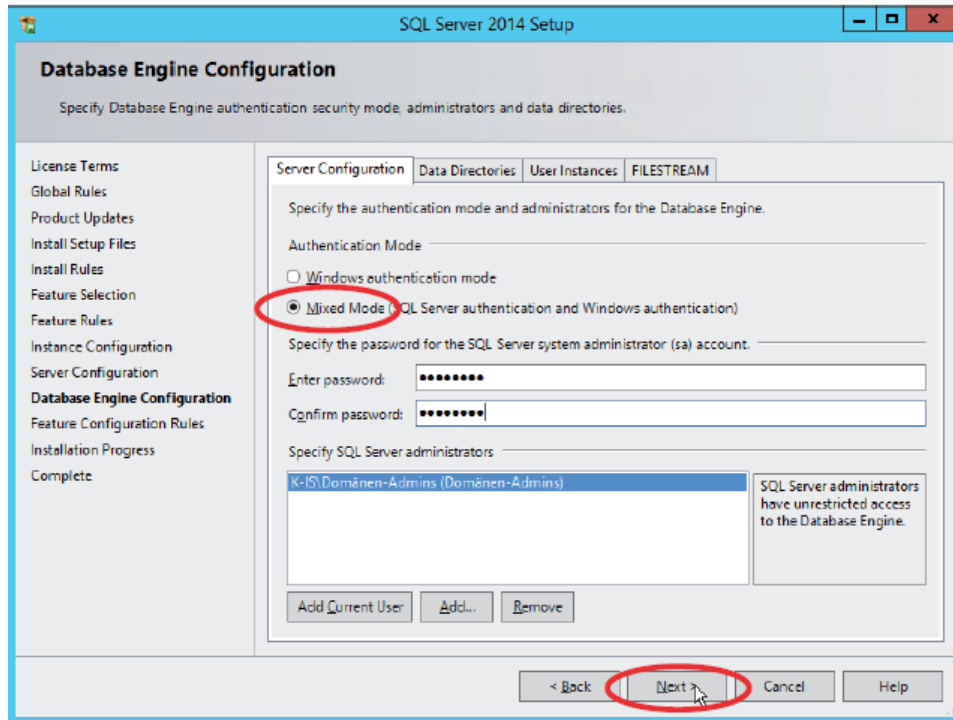 SQL Server 2014 Setup
Database Engine Configuration
Specify Database Engine authentication security mode, administrators and data directories.
License Terms
Global Rules
Product Updates
Install Setup Files
Install Rules
Feature Selection
Feature Rules
Instance Configuration
Server Configuration
Database Engine Configuration
Feature Configuration Rules
Installation Progress
Complete
Server Configuration Data Directories User Instances FILESTREAM
Specify the authentication mode and administrators for the Database Engine.
Authentication Mode
Windows authentication mode
Mixed Mode (SQL Server authentication and Windows authentication)
Specify the password for the SQL Server system administrator (sa) account.
Enter password: ●●●●●●●●
Confirm password: ●●●●●●●●
Specify SQL Server administrators
K-IS\Domänen-Admins (Domänen-Admins)
SQL Server administrators
have unrestricted access
to the Database Engine.
Add Current User Add... Remove
< Back Next > Cancel Help